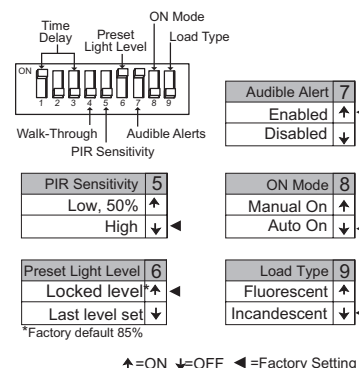 ON Mode
Time
Delay
Preset
Light Level
Load Type
ON
1 2 3 4 5 6 7 8 9
Walk-Through
Audible Alerts
PIR Sensitivity
Audible Alert 7
Enabled ↑ ◄
Disabled ↓
PIR Sensitivity 5
Low, 50% ↑
High ↓ ◄
ON Mode 8
Manual On ↑
Auto On ↓ ◄
Preset Light Level 6
Locked level* ↑ ◄
Last level set ↓
*Factory default 85%
Load Type 9
Fluorescent ↑
Incandescent ↓ ◄
↑=ON ↓=OFF ◄ =Factory Setting